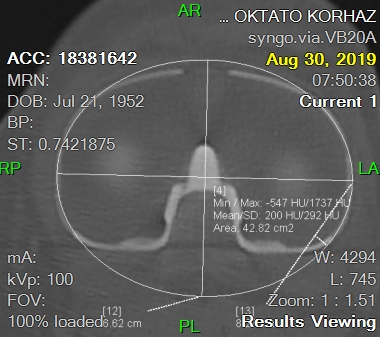 AR
... OKTATO KORHAZ
syngo.via.VB20A
ACC: 18381642
Aug 30, 2019
MRN:
07:50:38
DOB: Jul 21, 1952
Current 1
BP:
ST: 0.7421875
RP
LA
[4]
Min / Max: -547 HU/1737 HU
Mean/SD: 200 HU/292 HU
Area: 42.82 cm2
mA:
W: 4294
kVp: 100
L: 745
FOV:
Zoom: 1 : 1.51
[12]
[13]
100% loaded
6.62 cm
PL
Results Viewing